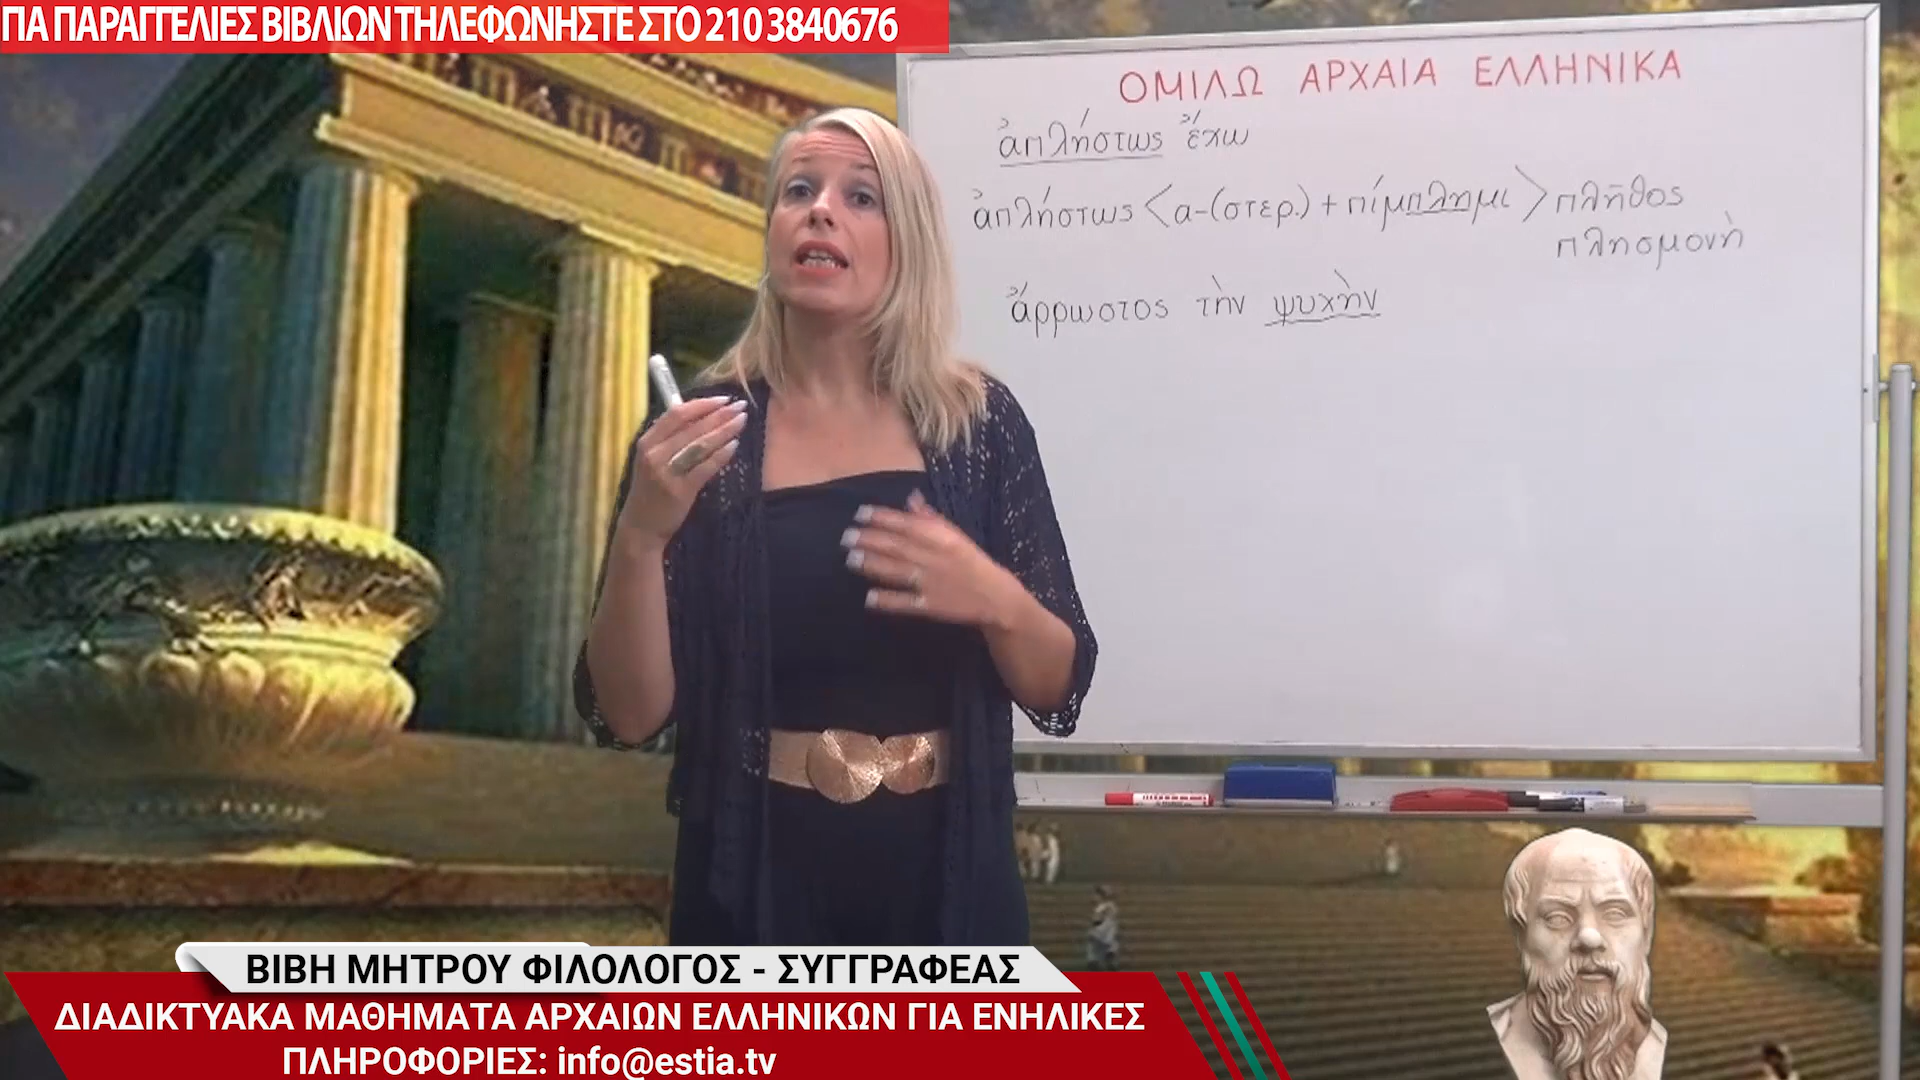 ΓΙΑ ΠΑΡΑΓΓΕΛΙΕΣ ΒΙΒΛΙΩΝ ΤΗΛΕΦΩΝΗΣΤΕ ΣΤΟ 210 3840676
ΟΜΙΛΩ ΑΡΧΑΙΑ ΕΛΛΗΝΙΚΑ
ἀπλήστως ἔχω
ἀπλήστως < α-(στερ.) + πίμπλημι > πλῆθος
πλησμονὴ
ἄρρωστος τὴν ψυχὴν
ΒΙΒΗ ΜΗΤΡΟΥ ΦΙΛΟΛΟΓΟΣ - ΣΥΓΓΡΑΦΕΑΣ
ΔΙΑΔΙΚΤΥΑΚΑ ΜΑΘΗΜΑΤΑ ΑΡΧΑΙΩΝ ΕΛΛΗΝΙΚΩΝ ΓΙΑ ΕΝΗΛΙΚΕΣ
ΠΛΗΡΟΦΟΡΙΕΣ: info@estia.tv